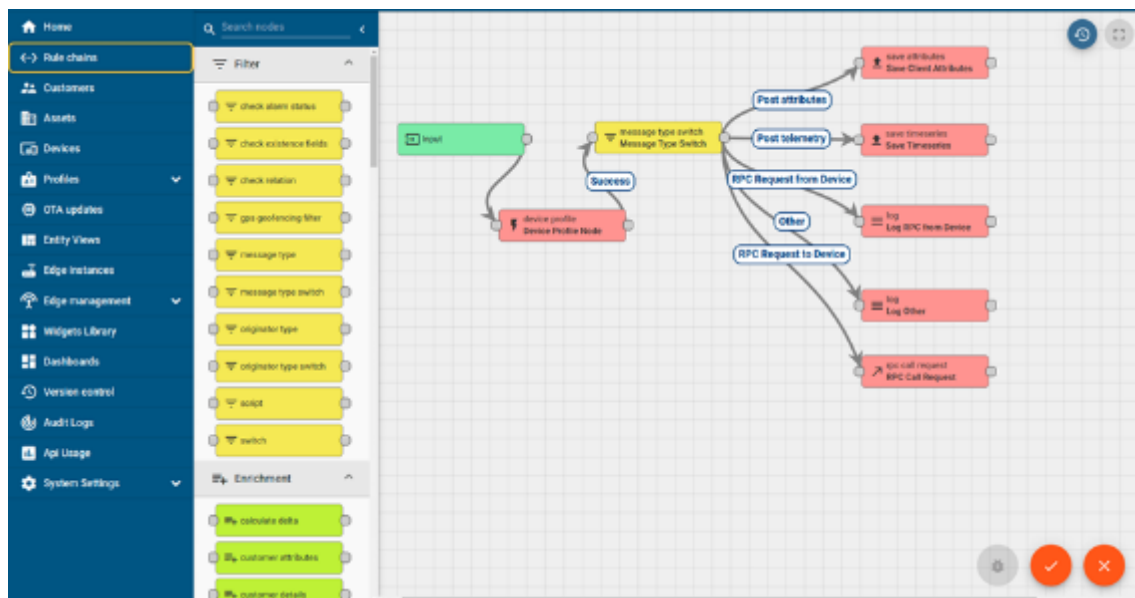 Home
Rule chains
Customers
Assets
Devices
Profiles
OTA updates
Entity Views
Edge instances
Edge management
Widgets Library
Dashboards
Version control
Audit Logs
Api Usage
System Settings
Search nodes
Filter
check alarm status
check existence fields
check relation
gps geofencing filter
message type
message type switch
originator type
originator type switch
script
switch
Enrichment
calculate delta
customer attributes
customer details
Input
device profile
Device Profile Node
Success
message type switch
Message Type Switch
Post attributes
Post telemetry
RPC Request from Device
Other
RPC Request to Device
save attributes
Save Client Attributes
save timeseries
Save Timeseries
log
Log RPC from Device
log
Log Other
rpc call request
RPC Call Request